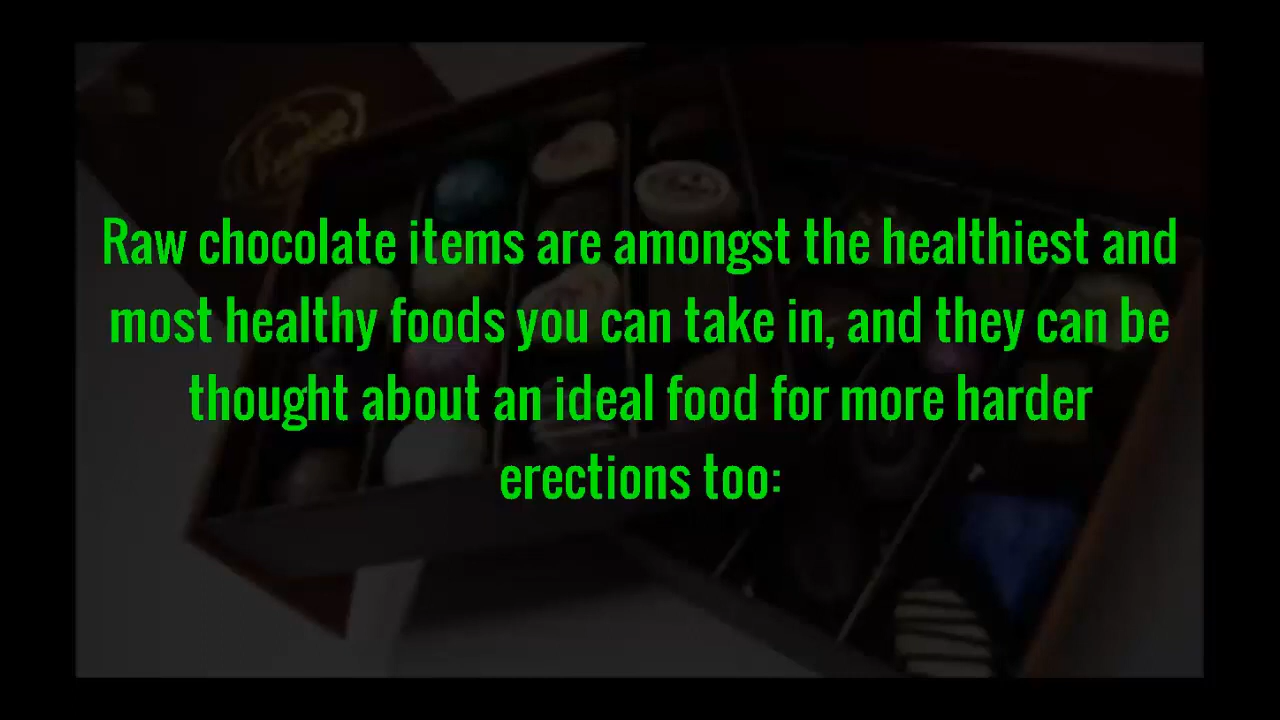 Raw chocolate items are amongst the healthiest and
most healthy foods you can take in, and they can be
thought about an ideal food for more harder
erections too: